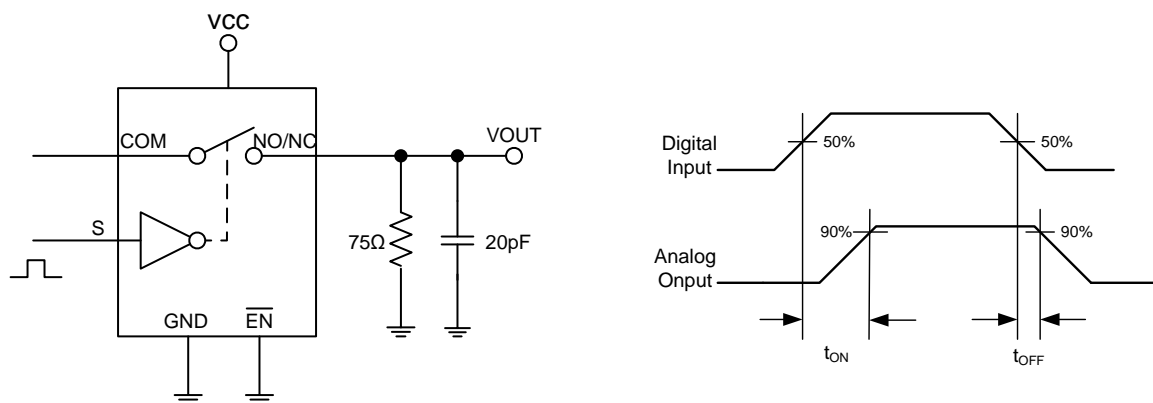 VCC
COM
NO/NC
VOUT
S
75Ω
20pF
GND
EN
Digital
Input
50%
50%
90%
90%
Analog
Onput
tON
tOFF